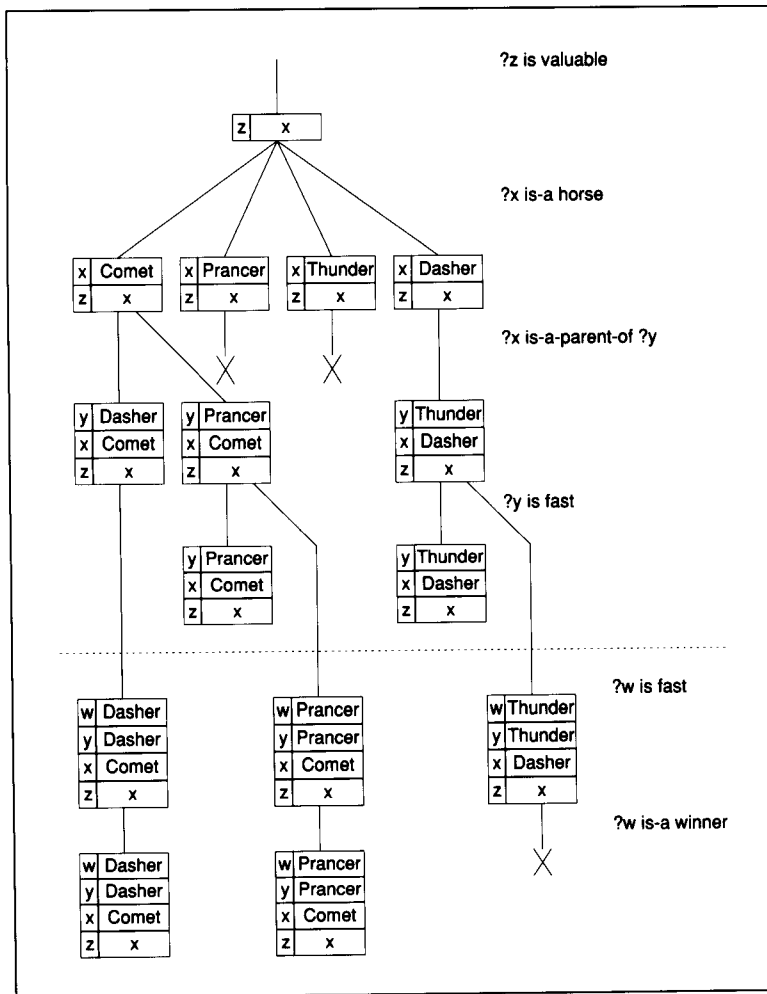 ?z is valuable
z x
?x is-a horse
x Comet x Prancer x Thunder x Dasher
z x z x z x z x
?x is-a-parent-of ?y
y Dasher y Prancer y Thunder
x Comet x Comet x Dasher
z x z x z x
?y is fast
y Prancer y Thunder
x Comet x Dasher
z x z x
?w is fast
w Dasher w Prancer w Thunder
y Dasher y Prancer y Thunder
x Comet x Comet x Dasher
z x z x z x
?w is-a winner
w Dasher w Prancer
y Dasher y Prancer
x Comet x Comet
z x z x